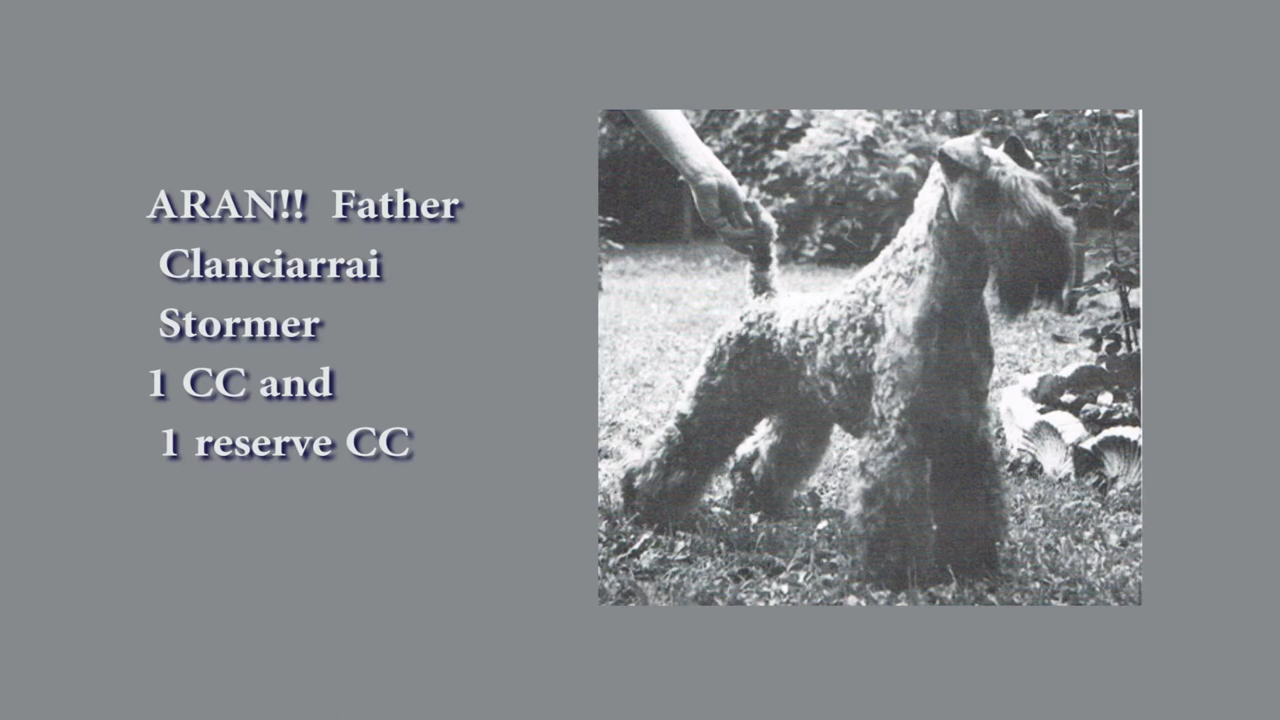 ARAN!! Father
Clanciarrai
Stormer
1 CC and
1 reserve CC